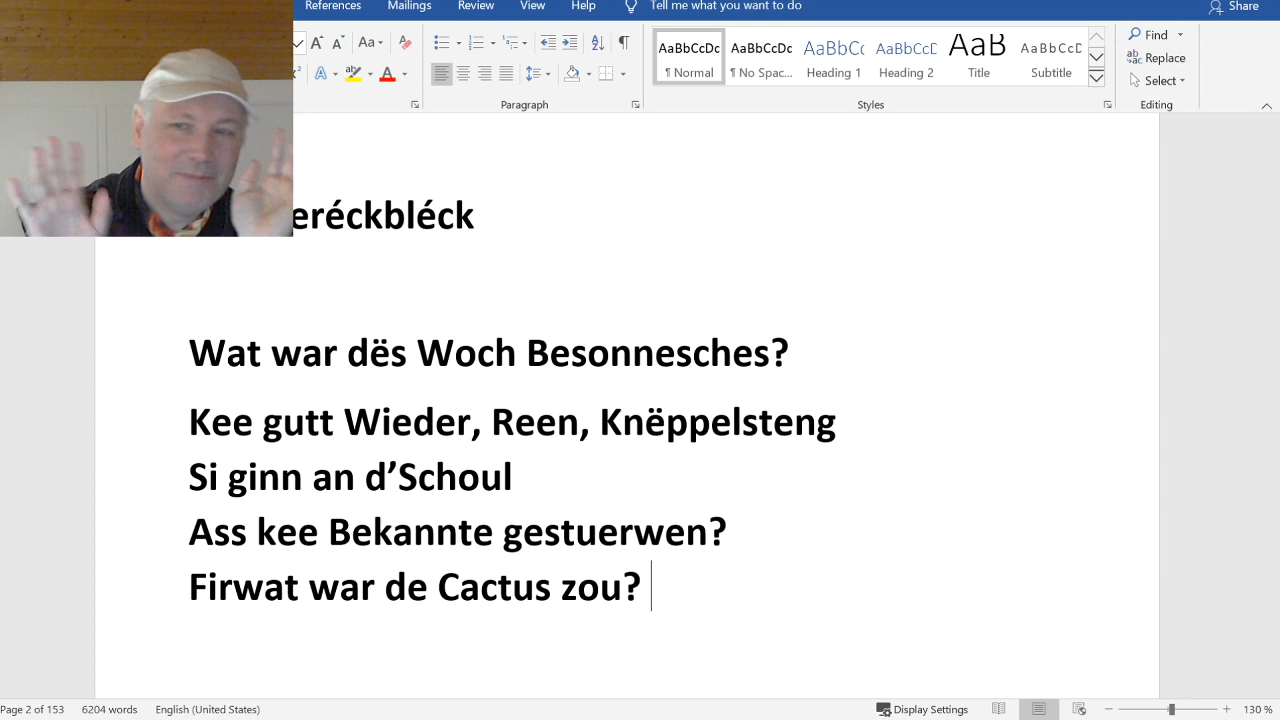 References Mailings Review View Help Tell me what you want to do Share
Aa
AaBbCcDc AaBbCcDc AaBbCc AaBbCcD AaB AaBbCcD
¶ Normal ¶ No Spac... Heading 1 Heading 2 Title Subtitle
Find
Replace
Select
Paragraph Styles Editing
eréckbléck
Wat war dës Woch Besonnesches?
Kee gutt Wieder, Reen, Knëppelsteng
Si ginn an d’Schoul
Ass kee Bekannte gestuerwen?
Firwat war de Cactus zou?
Page 2 of 153 6204 words English (United States) Display Settings 130 %